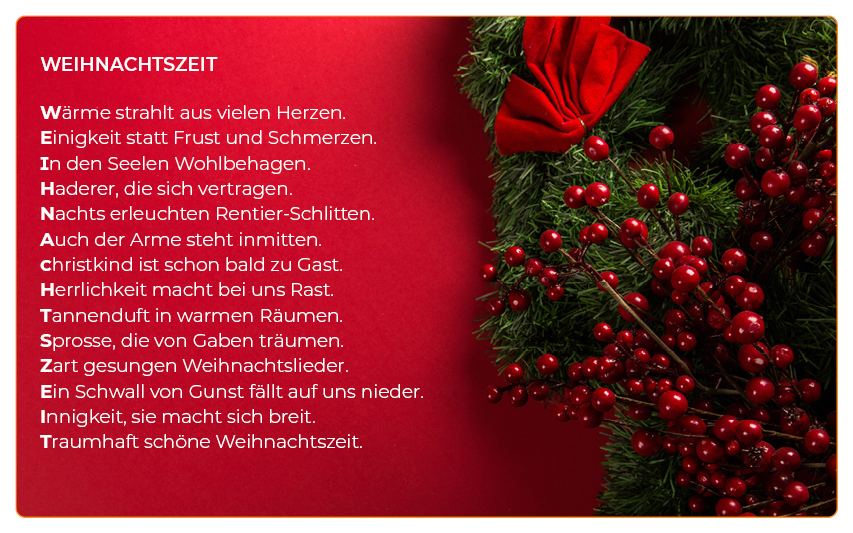 WEIHNACHTSZEIT
Wärme strahlt aus vielen Herzen.
Einigkeit statt Frust und Schmerzen.
In den Seelen Wohlbehagen.
Haderer, die sich vertragen.
Nachts erleuchten Rentier-Schlitten.
Auch der Arme steht inmitten.
christkind ist schon bald zu Gast.
Herrlichkeit macht bei uns Rast.
Tannenduft in warmen Räumen.
Sprosse, die von Gaben träumen.
Zart gesungen Weihnachtslieder.
Ein Schwall von Gunst fällt auf uns nieder.
Innigkeit, sie macht sich breit.
Traumhaft schöne Weihnachtszeit.